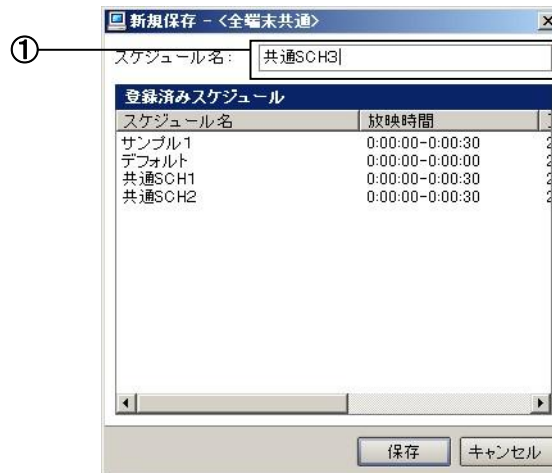 新規保存 - <全端末共通>
①
スケジュール名： 共通SCH3
登録済みスケジュール
スケジュール名 放映時間
サンプル1 0:00:00-0:00:30
デフォルト 0:00:00-0:00:00
共通SCH1 0:00:00-0:00:30
共通SCH2 0:00:00-0:00:30
保存 キャンセル